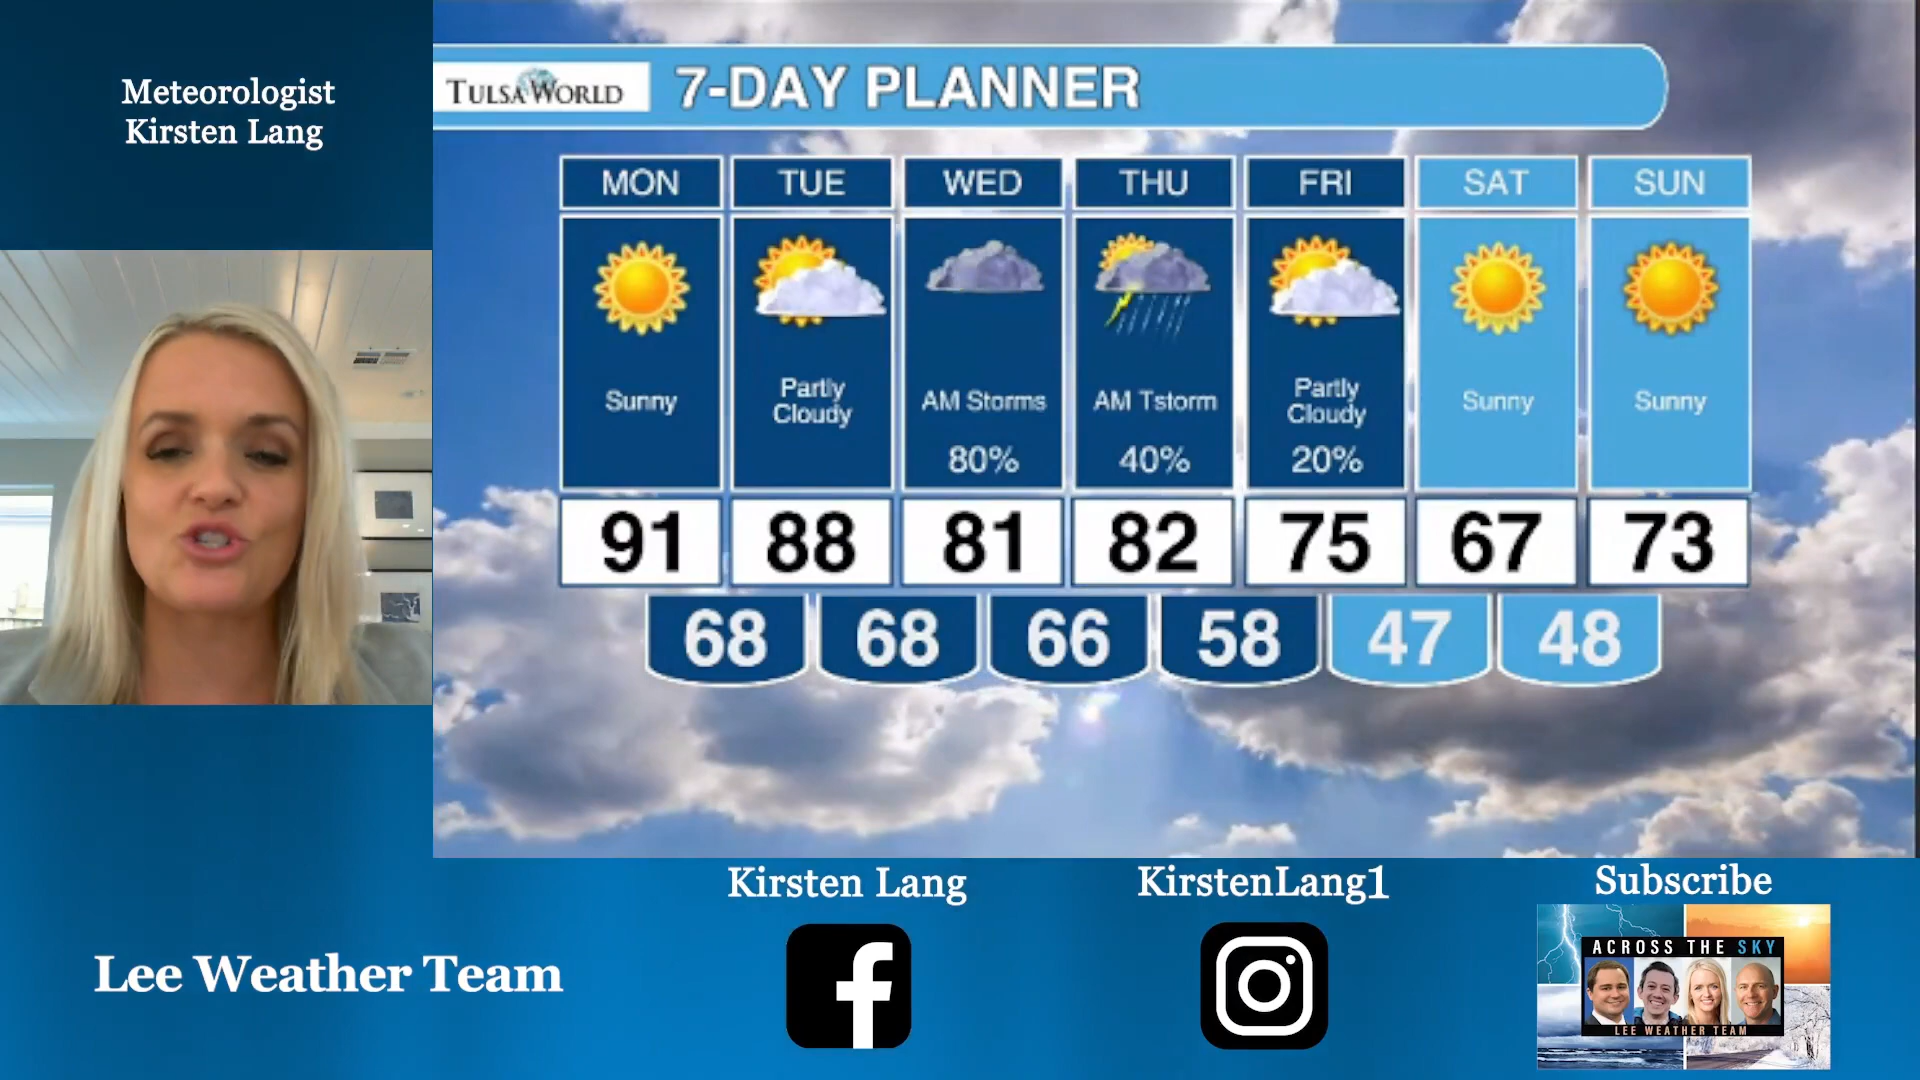 Meteorologist
Kirsten Lang
TULSA WORLD
7-DAY PLANNER
MON TUE WED THU FRI SAT SUN
Sunny
Partly
Cloudy
AM Storms
80%
AM Tstorm
40%
Partly
Cloudy
20%
Sunny
Sunny
91 88 81 82 75 67 73
68 68 66 58 47 48
Kirsten Lang
KirstenLang1
Subscribe
Lee Weather Team
ACROSS THE SKY
LEE WEATHER TEAM